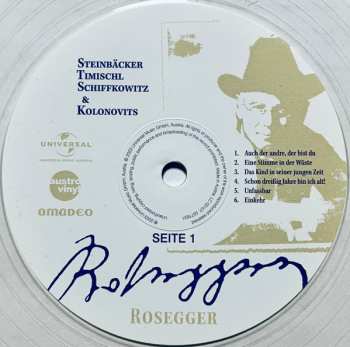 STEINBÄCKER
TIMISCHL
SCHIFFKOWITZ
&
KOLONOVITS
UNIVERSAL
austro
vinyl
amadeo
1. Auch der andre, der bist du
2. Eine Stimme in der Wüste
3. Das Kind in seiner jungen Zeit
4. Schon dreißig Jahre bin ich alt!
5. Unfassbar
6. Einkehr
SEITE 1
Rosegger
ROSEGGER